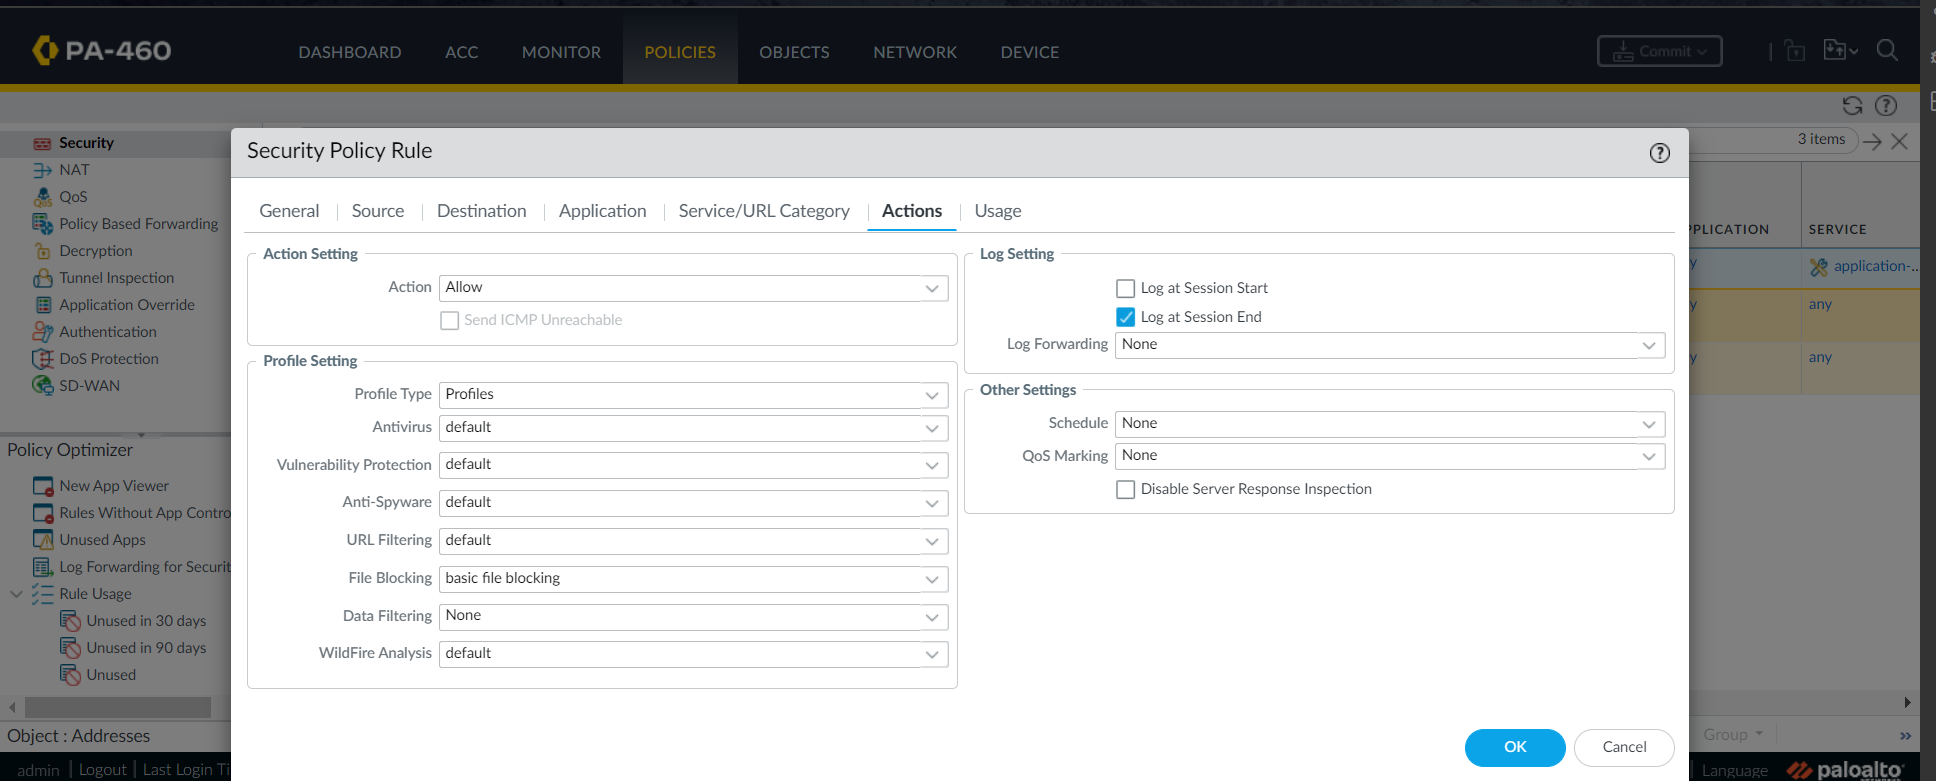 PA-460
DASHBOARD ACC MONITOR POLICIES OBJECTS NETWORK DEVICE
Commit
3 items
Security
NAT
QoS
Policy Based Forwarding
Decryption
Tunnel Inspection
Application Override
Authentication
DoS Protection
SD-WAN
Policy Optimizer
New App Viewer
Rules Without App Contro
Unused Apps
Log Forwarding for Securit
Rule Usage
Unused in 30 days
Unused in 90 days
Unused
Object : Addresses
admin | Logout | Last Login Ti
Security Policy Rule
General | Source | Destination | Application | Service/URL Category | Actions | Usage
Action Setting
Action Allow
Send ICMP Unreachable
Profile Setting
Profile Type Profiles
Antivirus default
Vulnerability Protection default
Anti-Spyware default
URL Filtering default
File Blocking basic file blocking
Data Filtering None
WildFire Analysis default
Log Setting
Log at Session Start
Log at Session End
Log Forwarding None
Other Settings
Schedule None
QoS Marking None
Disable Server Response Inspection
OK Cancel
PPLICATION SERVICE
y application-...
y any
y any
Group
Language paloalto